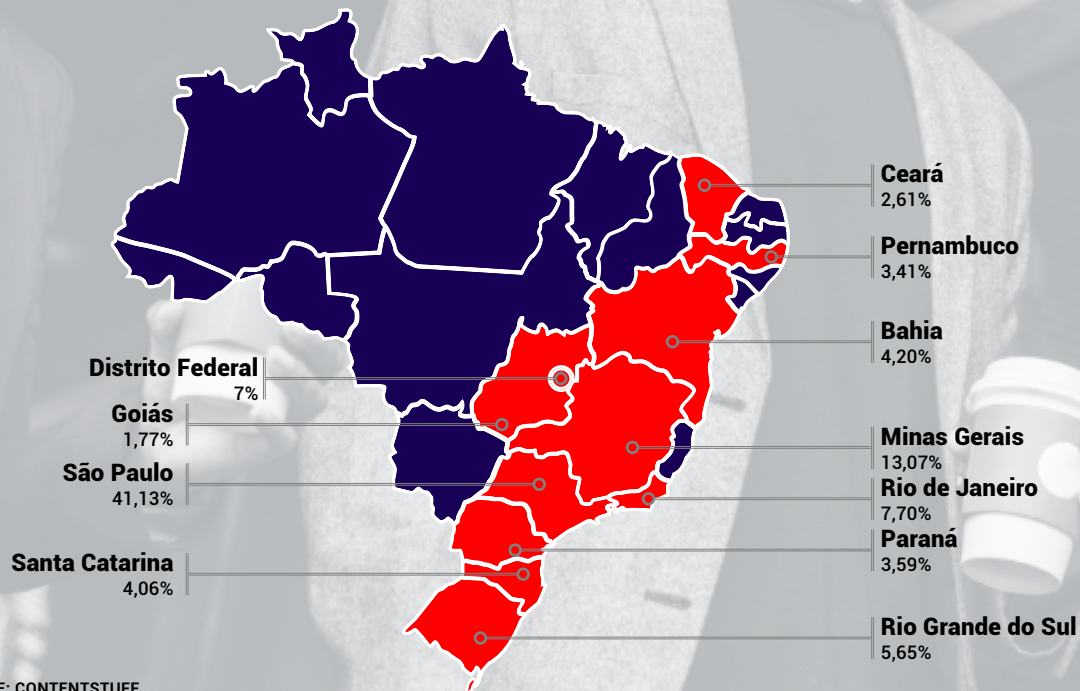 Ceará
2,61%
Pernambuco
3,41%
Bahia
4,20%
Distrito Federal
7%
Goiás
1,77%
São Paulo
41,13%
Minas Gerais
13,07%
Rio de Janeiro
7,70%
Paraná
3,59%
Santa Catarina
4,06%
Rio Grande do Sul
5,65%
E: CONTENTSTUFF